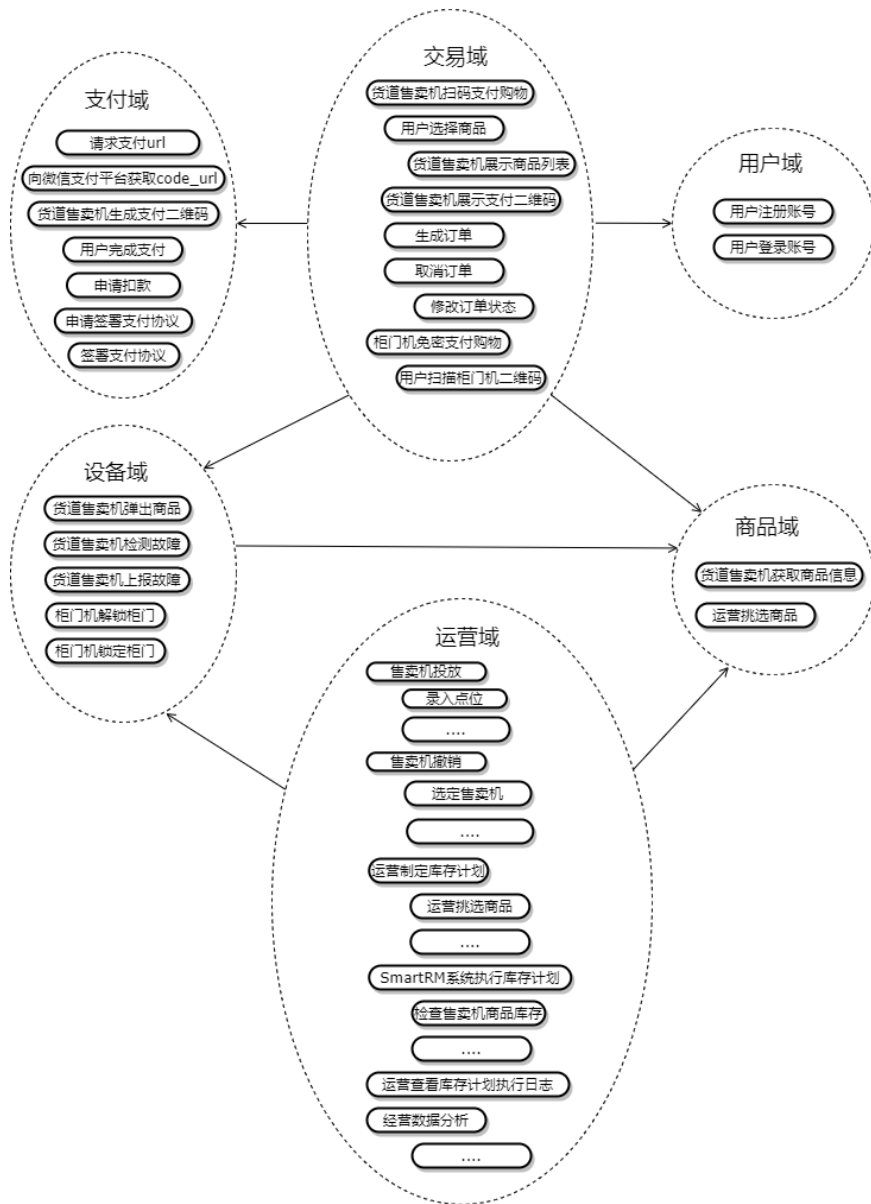 支付域
请求支付url
向微信支付平台获取code_url
货道售卖机生成支付二维码
用户完成支付
申请扣款
申请签署支付协议
签署支付协议
交易域
货道售卖机扫码支付购物
用户选择商品
货道售卖机展示商品列表
货道售卖机展示支付二维码
生成订单
取消订单
修改订单状态
柜门机免密支付购物
用户扫描柜门机二维码
用户域
用户注册账号
用户登录账号
设备域
货道售卖机弹出商品
货道售卖机检测故障
货道售卖机上报故障
柜门机解锁柜门
柜门机锁定柜门
商品域
货道售卖机获取商品信息
运营挑选商品
运营域
售卖机投放
录入点位
....
售卖机撤销
选定售卖机
....
运营制定库存计划
运营挑选商品
....
SmartRM系统执行库存计划
检查售卖机商品库存
....
运营查看库存计划执行日志
经营数据分析
....